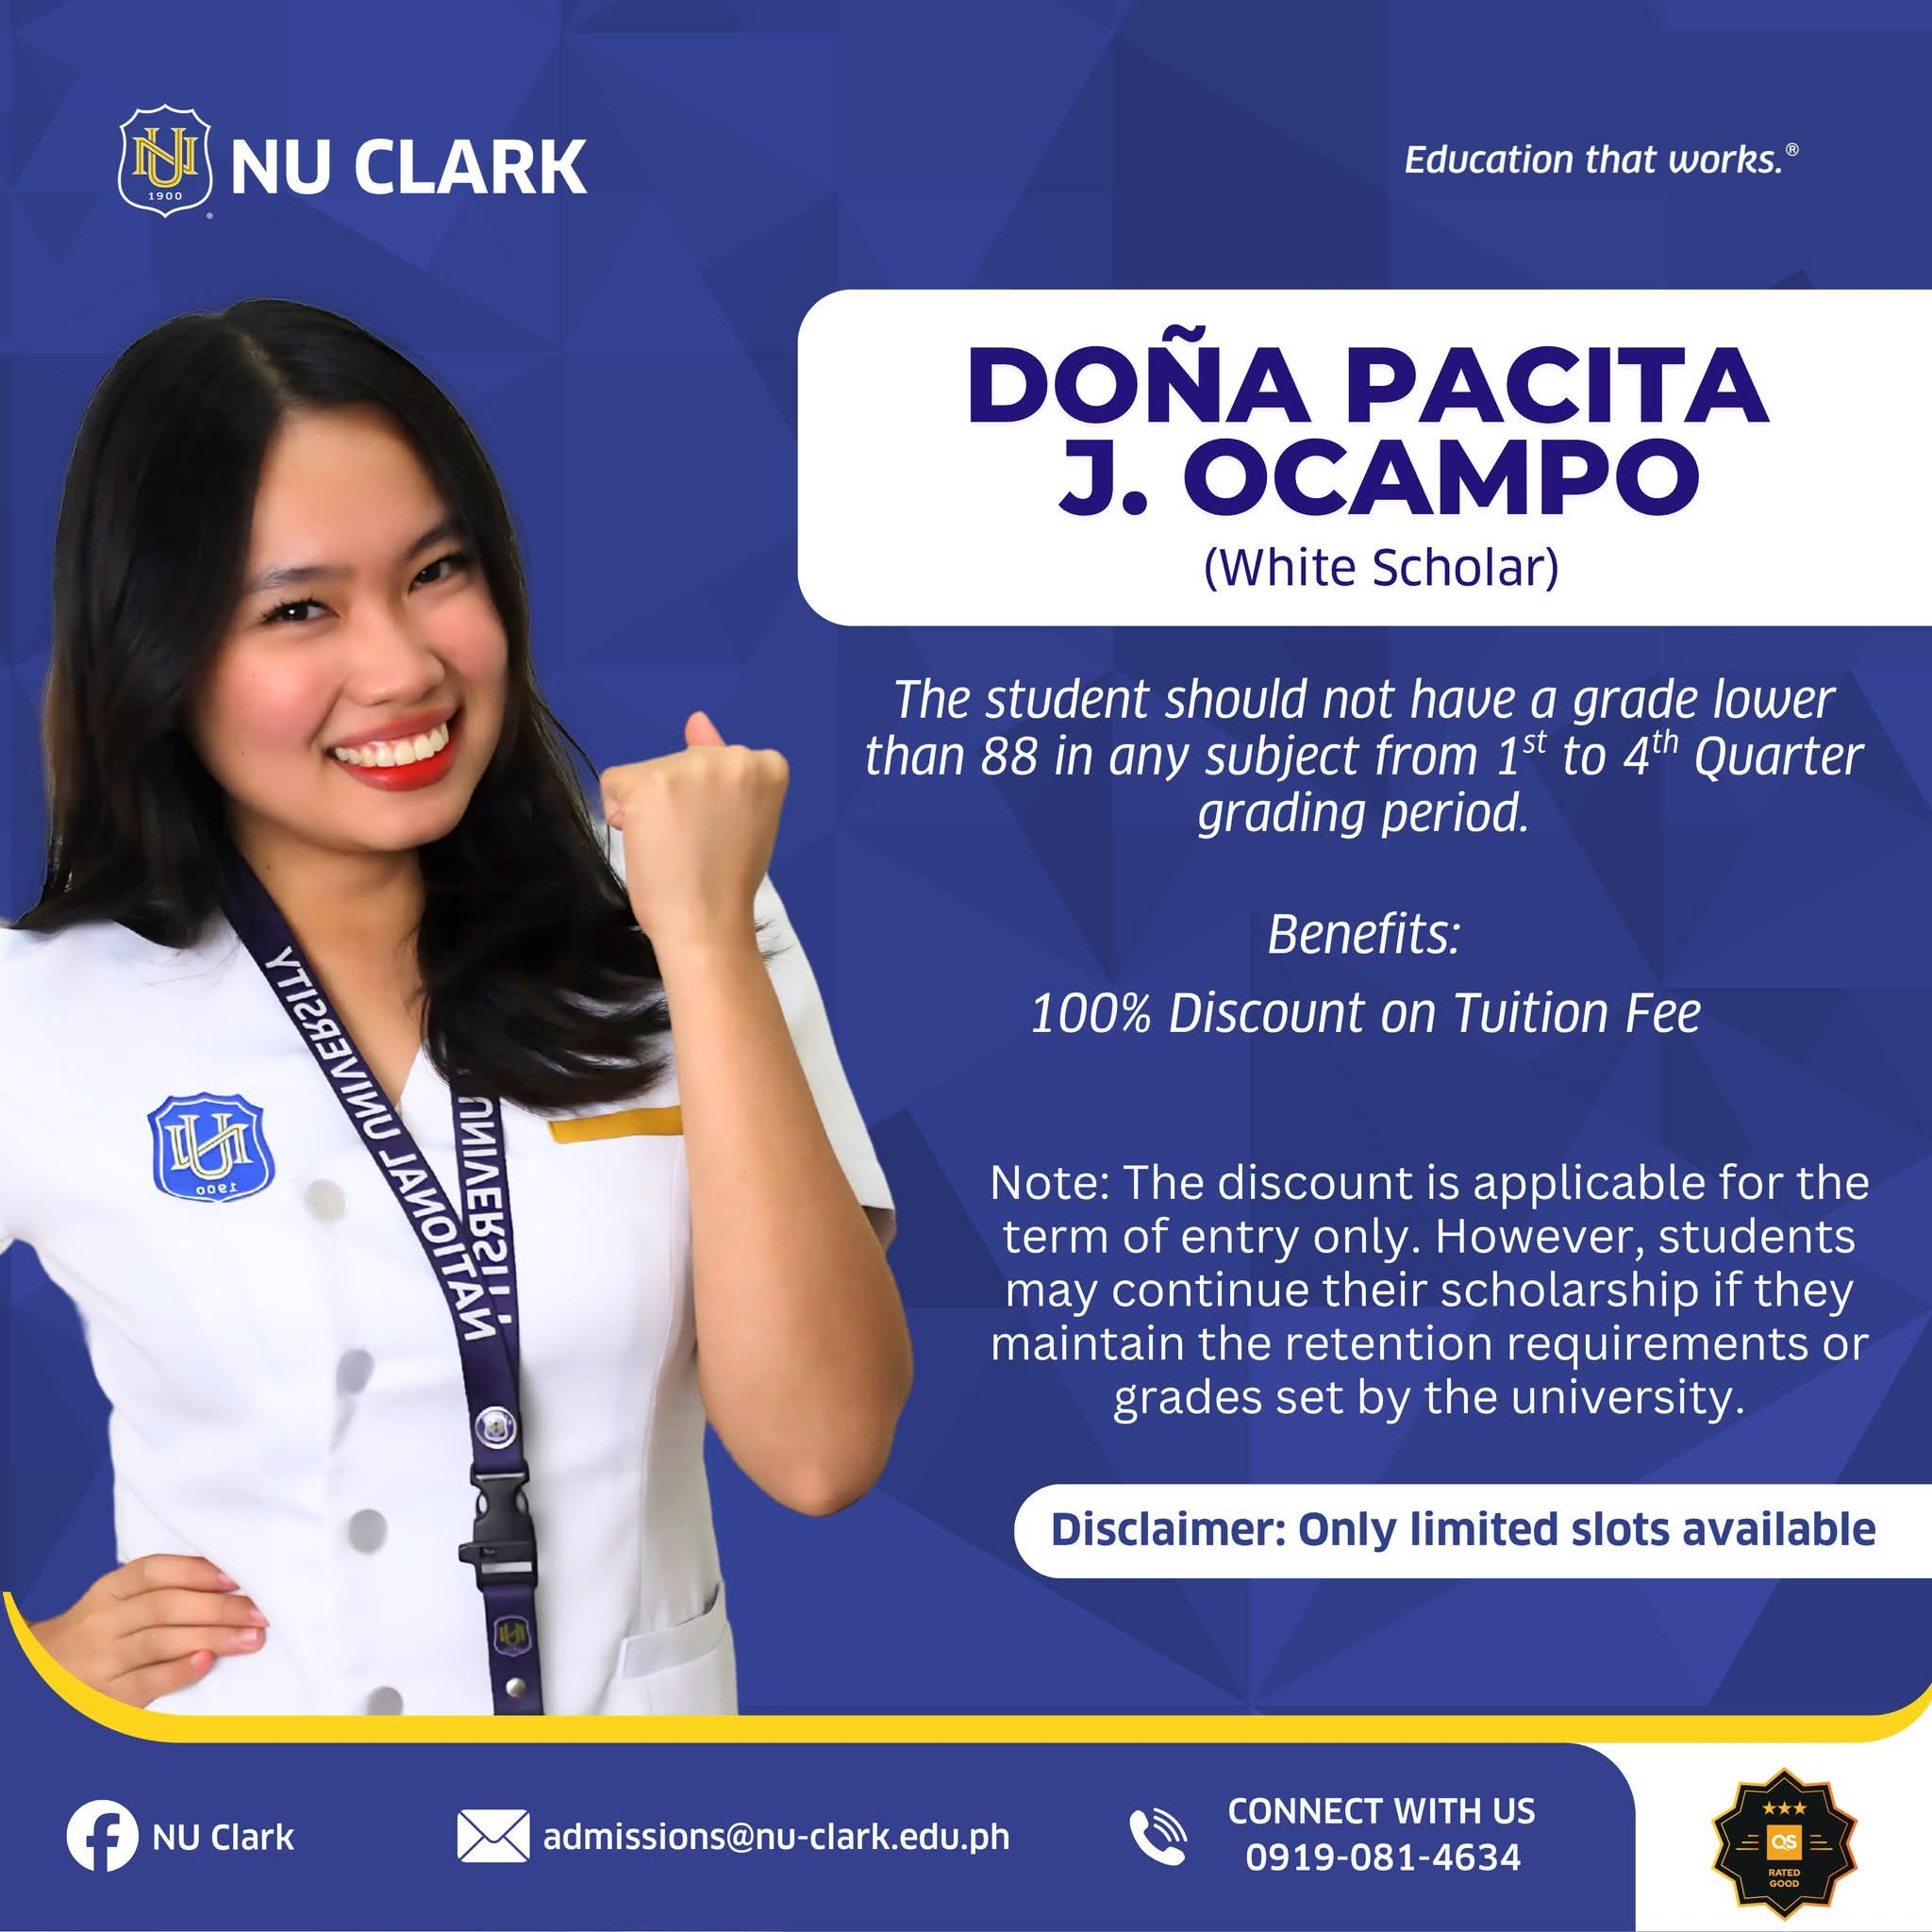 NU
1900
NU CLARK
Education that works.®
DOÑA PACITA
J. OCAMPO
(White Scholar)
The student should not have a grade lower
than 88 in any subject from 1st to 4th Quarter
grading period.
Benefits:
100% Discount on Tuition Fee
NATIONAL UNIVERSITY
UNIVERSIT
NU
1900
Note: The discount is applicable for the
term of entry only. However, students
may continue their scholarship if they
maintain the retention requirements or
grades set by the university.
Disclaimer: Only limited slots available
NU Clark
admissions@nu-clark.edu.ph
CONNECT WITH US
0919-081-4634
QS
RATED
GOOD